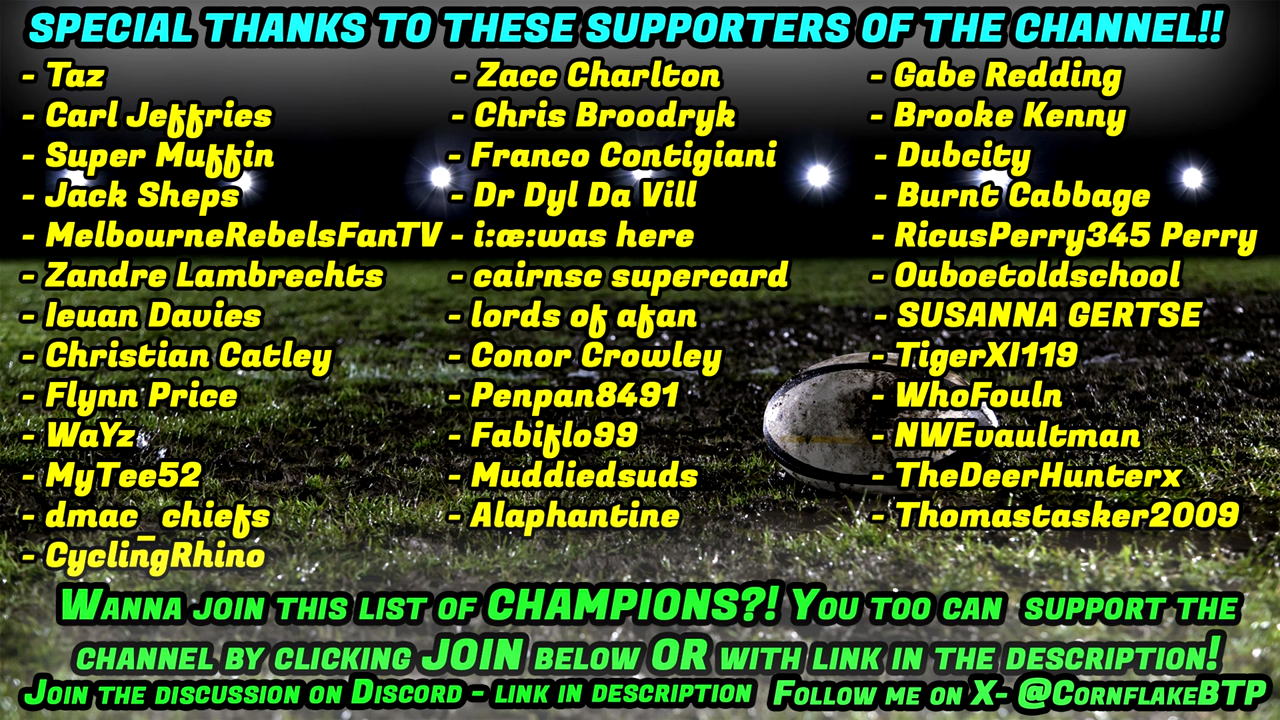 SPECIAL THANKS TO THESE SUPPORTERS OF THE CHANNEL!!
- Taz
- Carl Jeffries
- Super Muffin
- Jack Sheps
- MelbourneRebelsFanTV
- Zandre Lambrechts
- Ieuan Davies
- Christian Catley
- Flynn Price
- WaYz
- MyTee52
- dmac_chiefs
- CyclingRhino
- Zacc Charlton
- Chris Broodryk
- Franco Contigiani
- Dr Dyl Da Vill
- i:æ:was here
- cairnsc supercard
- lords of afan
- Conor Crowley
- Penpan8491
- Fabiflo99
- Muddiedsuds
- Alaphantine
- Gabe Redding
- Brooke Kenny
- Dubcity
- Burnt Cabbage
- RicusPerry345 Perry
- Ouboetoldschool
- SUSANNA GERTSE
- TigerXI119
- WhoFouln
- NWEvaultman
- TheDeerHunterx
- Thomastasker2009
Wanna join this list of CHAMPIONS?! You too can support the
channel by clicking JOIN below OR with link in the description!
Join the discussion on Discord - link in description Follow me on X- @CornflakeBTP